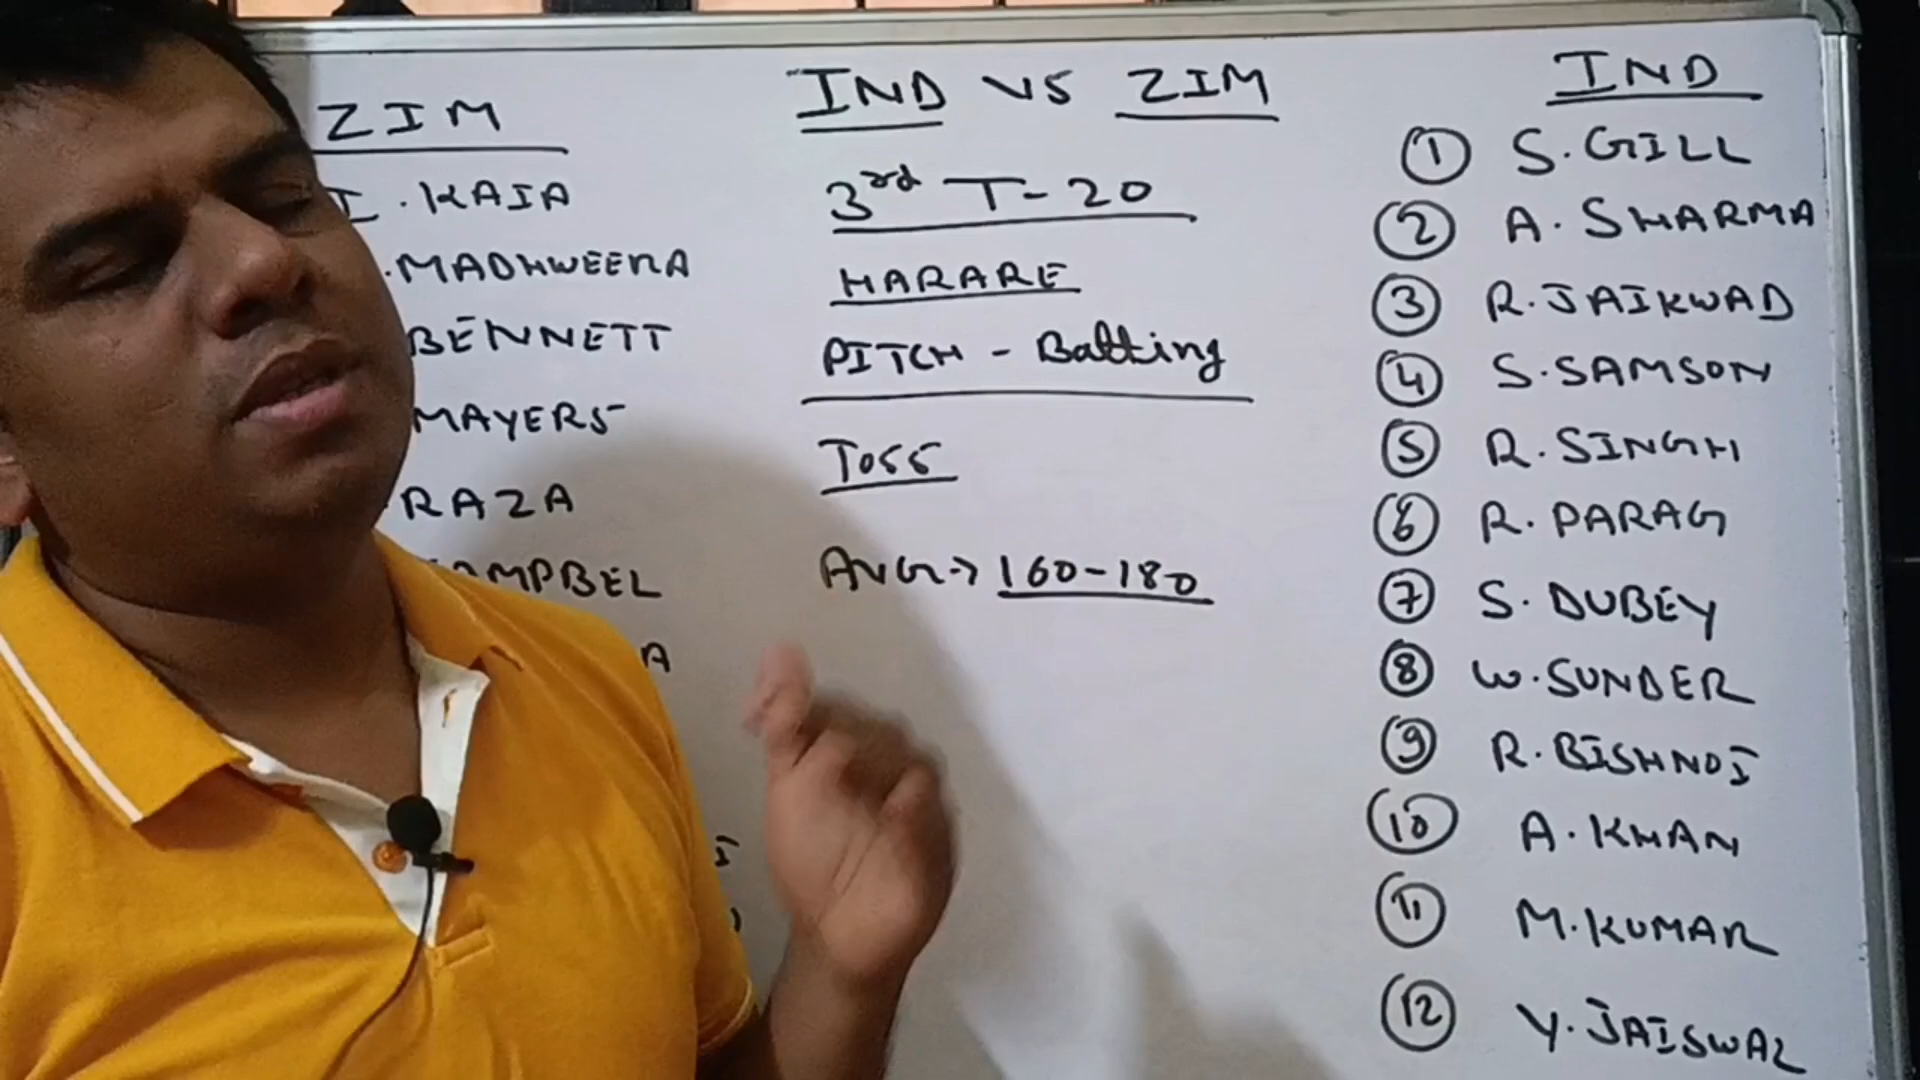 ZIM
I. KAIA
.MADHWEERA
BENNETT
MAYERS
RAZA
AMPBEL
A
IND VS ZIM
3rd T-20
HARARE
PITCH - Batting
TOSS
AVG → 160-180
IND
1 S. GILL
2 A. SHARMA
3 R. JAIKWAD
4 S. SAMSON
5 R. SINGH
6 R. PARAG
7 S. DUBEY
8 W. SUNDER
9 R. BISHNOI
10 A. KHAN
11 M. KUMAR
12 Y. JAISWAL